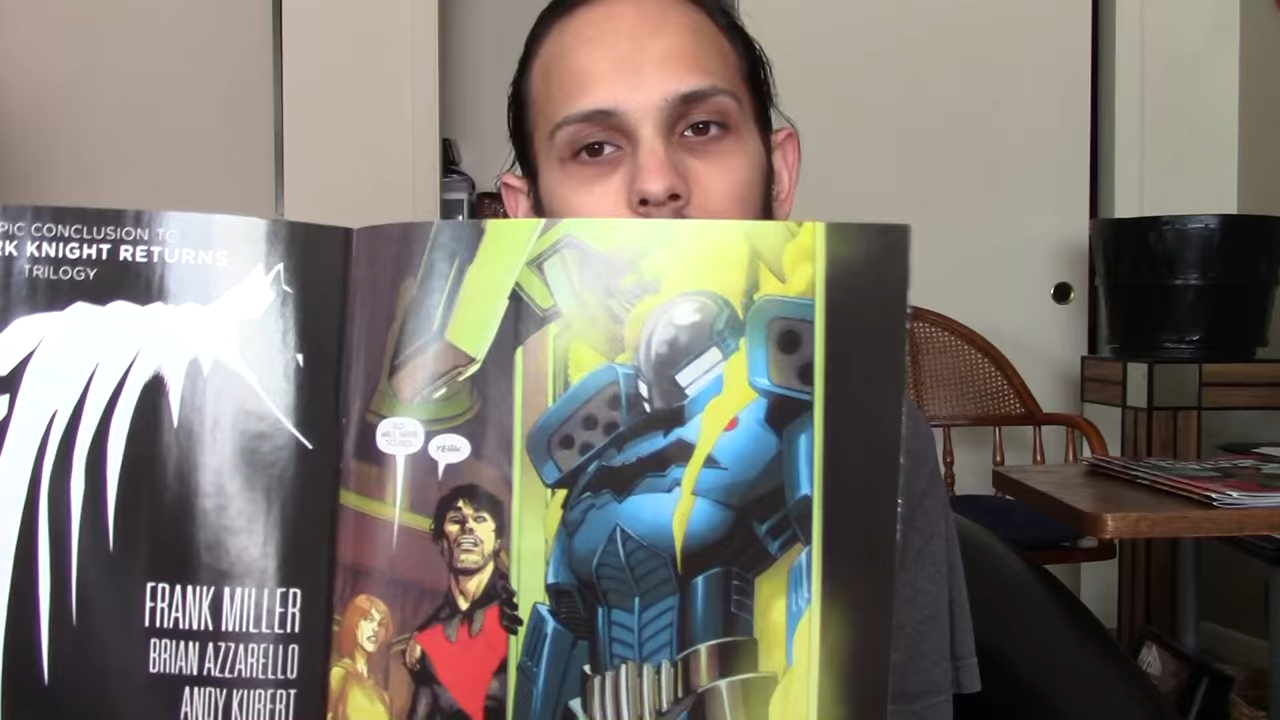 PIC CONCLUSION TO
RK KNIGHT RETURNS
TRILOGY
FRANK MILLER
BRIAN AZZARELLO
ANDY KUBERT
YEAH.